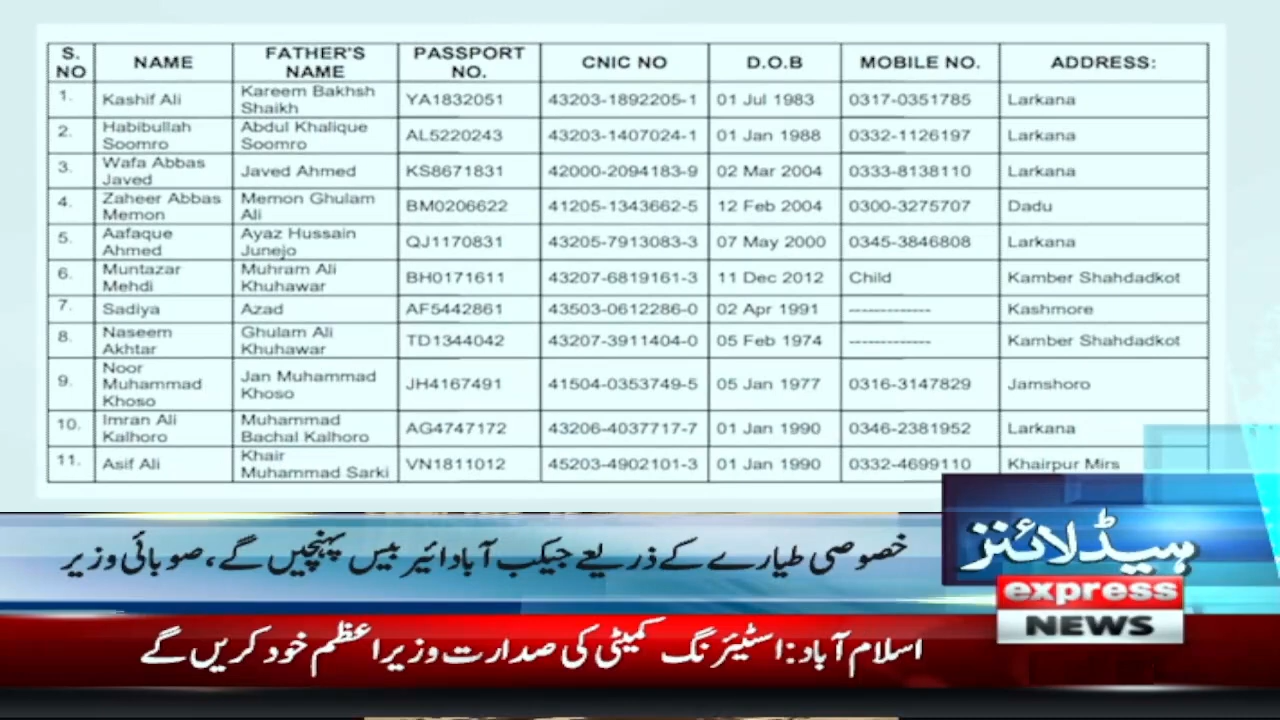 S. NO NAME FATHER'S NAME PASSPORT NO. CNIC NO D.O.B MOBILE NO. ADDRESS:
1. Kashif Ali Kareem Bakhsh Shaikh YA1832051 43203-1892205-1 01 Jul 1983 0317-0351785 Larkana
2. Habibullah Soomro Abdul Khalique Soomro AL5220243 43203-1407024-1 01 Jan 1988 0332-1126197 Larkana
3. Wafa Abbas Javed Javed Ahmed KS8671831 42000-2094183-9 02 Mar 2004 0333-8138110 Larkana
4. Zaheer Abbas Memon Memon Ghulam Ali BM0206622 41205-1343662-5 12 Feb 2004 0300-3275707 Dadu
5. Aafaque Ahmed Ayaz Hussain Junejo QJ1170831 43205-7913083-3 07 May 2000 0345-3846808 Larkana
6. Muntazar Mehdi Muhram Ali Khuhawar BH0171611 43207-6819161-3 11 Dec 2012 Child Kamber Shahdadkot
7. Sadiya Azad AF5442861 43503-0612286-0 02 Apr 1991 ------------- Kashmore
8. Naseem Akhtar Ghulam Ali Khuhawar TD1344042 43207-3911404-0 05 Feb 1974 ------------- Kamber Shahdadkot
9. Noor Muhammad Khoso Jan Muhammad Khoso JH4167491 41504-0353749-5 05 Jan 1977 0316-3147829 Jamshoro
10. Imran Ali Kalhoro Muhammad Bachal Kalhoro AG4747172 43206-4037717-7 01 Jan 1990 0346-2381952 Larkana
11. Asif Ali Khair Muhammad Sarki VN1811012 45203-4902101-3 01 Jan 1990 0332-4699110 Khairpur Mirs
خصوصی طیارے کے ذریعے جیکب آباد ائیر بیس پہنچیں گے، صوبائی وزیر
ہیڈلائنز
express
NEWS
اسلام آباد: اسٹیئرنگ کمیٹی کی صدارت وزیراعظم خود کریں گے